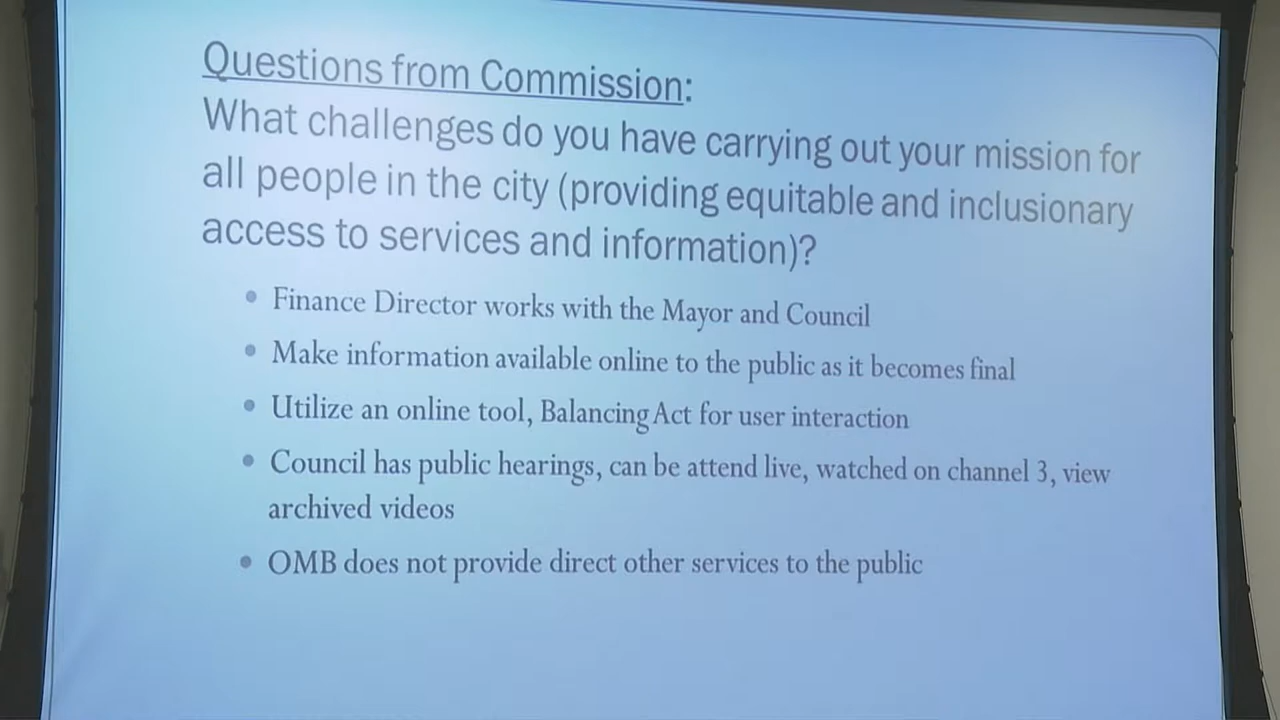 Questions from Commission:
What challenges do you have carrying out your mission for
all people in the city (providing equitable and inclusionary
access to services and information)?
• Finance Director works with the Mayor and Council
• Make information available online to the public as it becomes final
• Utilize an online tool, Balancing Act for user interaction
• Council has public hearings, can be attend live, watched on channel 3, view
archived videos
• OMB does not provide direct other services to the public